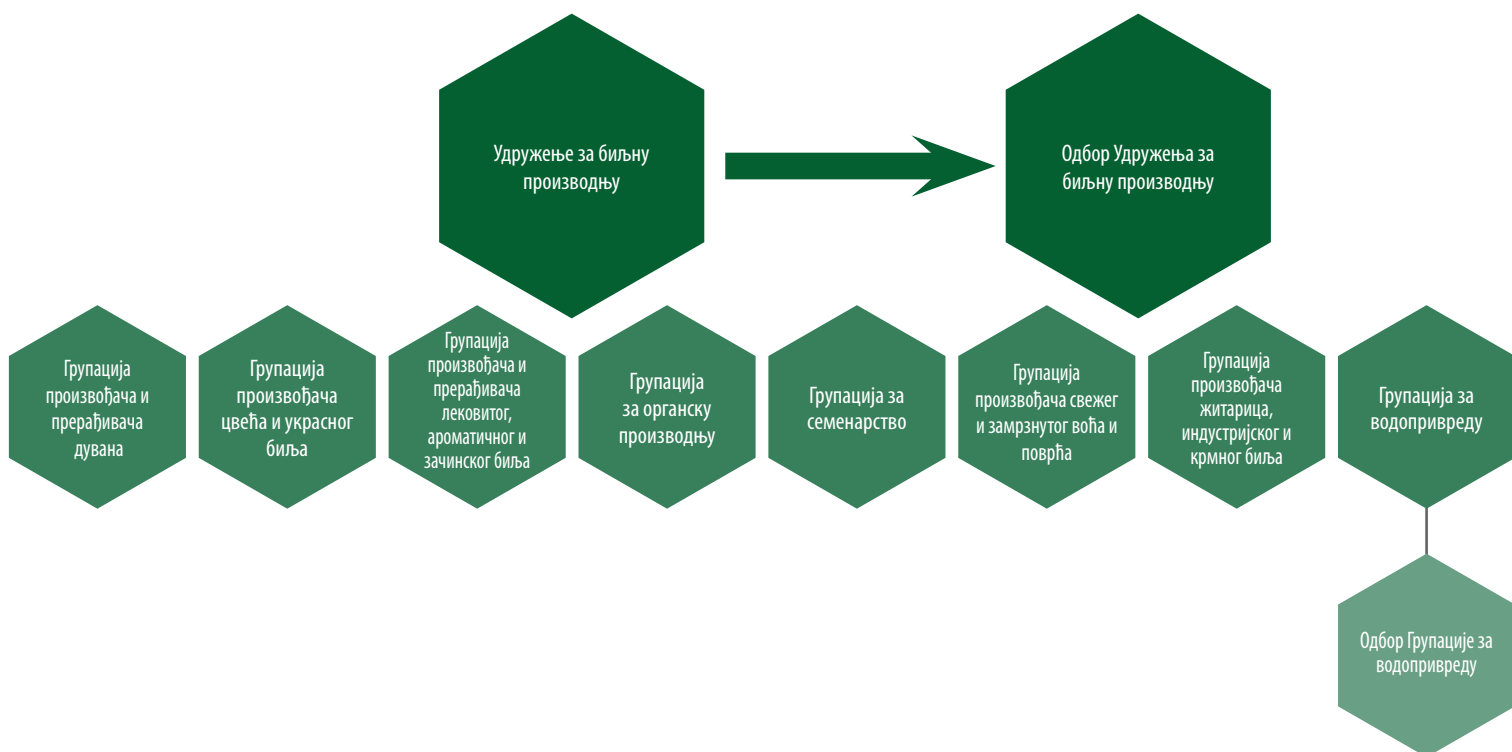 Удружење за биљну
производњу
Одбор Удружења за
биљну производњу
Групација
произвођача и
прерађивача
дувана
Групација
произвођача
цвећа и украсног
биља
Групација
произвођача и
прерађивача
лековитог,
ароматичног и
зачинског биља
Групација
за органску
производњу
Групација за
семенарство
Групација
произвођача свежег
и замрзнутог воћа и
поврћа
Групација
произвођача
житарица,
индустријског и
крмног биља
Групација за
водопривреду
Одбор Групације за
водопривреду